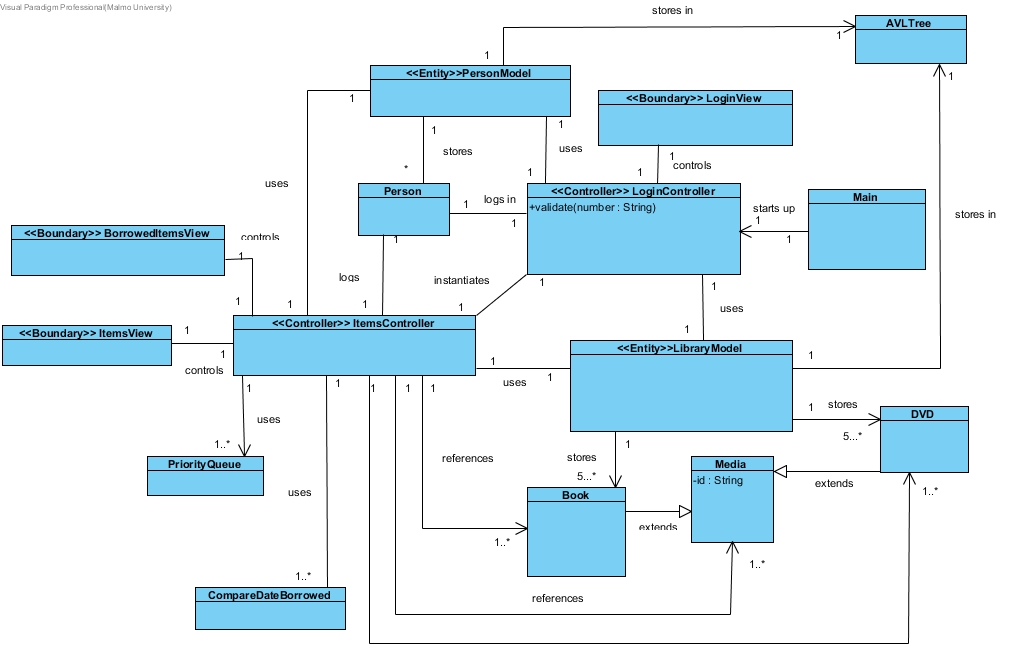 Visual Paradigm Professional(Malmo University)
stores in
AVLTree
1
1
<<Entity>>PersonModel
1
1
<<Boundary>> LoginView
1
1
stores
uses
1
controls
*
1
1
uses
Person
<<Controller>> LoginController
+validate(number : String)
Main
logs in
1
1
starts up
1
1
stores in
<<Boundary>> BorrowedItemsView
controls
1
1
logs
instantiates
1
1
1
1
1
1
uses
<<Controller>> ItemsController
<<Boundary>> ItemsView
1
1
controls
1
<<Entity>>LibraryModel
1
1
uses
1
1
1
1
1
1
uses
1
stores
5...*
DVD
1..*
PriorityQueue
references
1
stores
5...*
Media
-id : String
extends
uses
Book
extends
1..*
1..*
1..*
1..*
CompareDateBorrowed
references